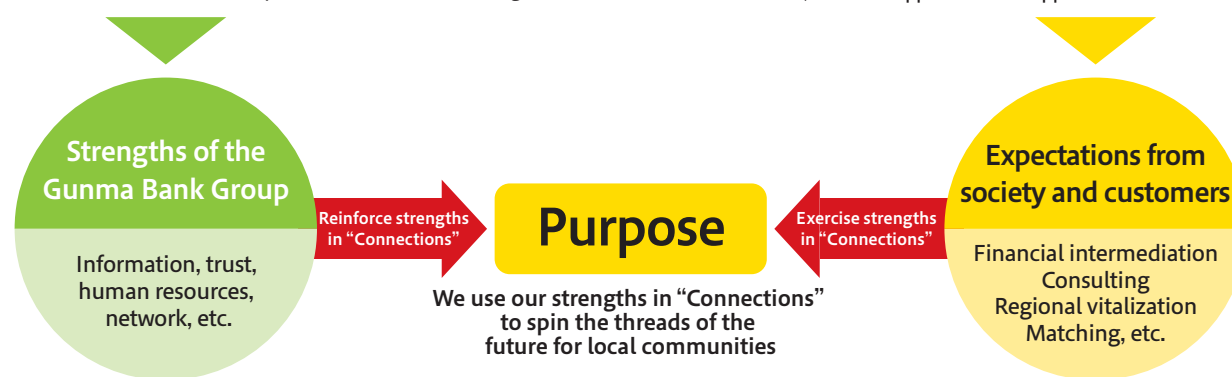 Strengths of the
Gunma Bank Group
Information, trust,
human resources,
network, etc.
Reinforce strengths
in “Connections”
Purpose
We use our strengths in “Connections”
to spin the threads of the
future for local communities
Exercise strengths
in “Connections”
Expectations from
society and customers
Financial intermediation
Consulting
Regional vitalization
Matching, etc.